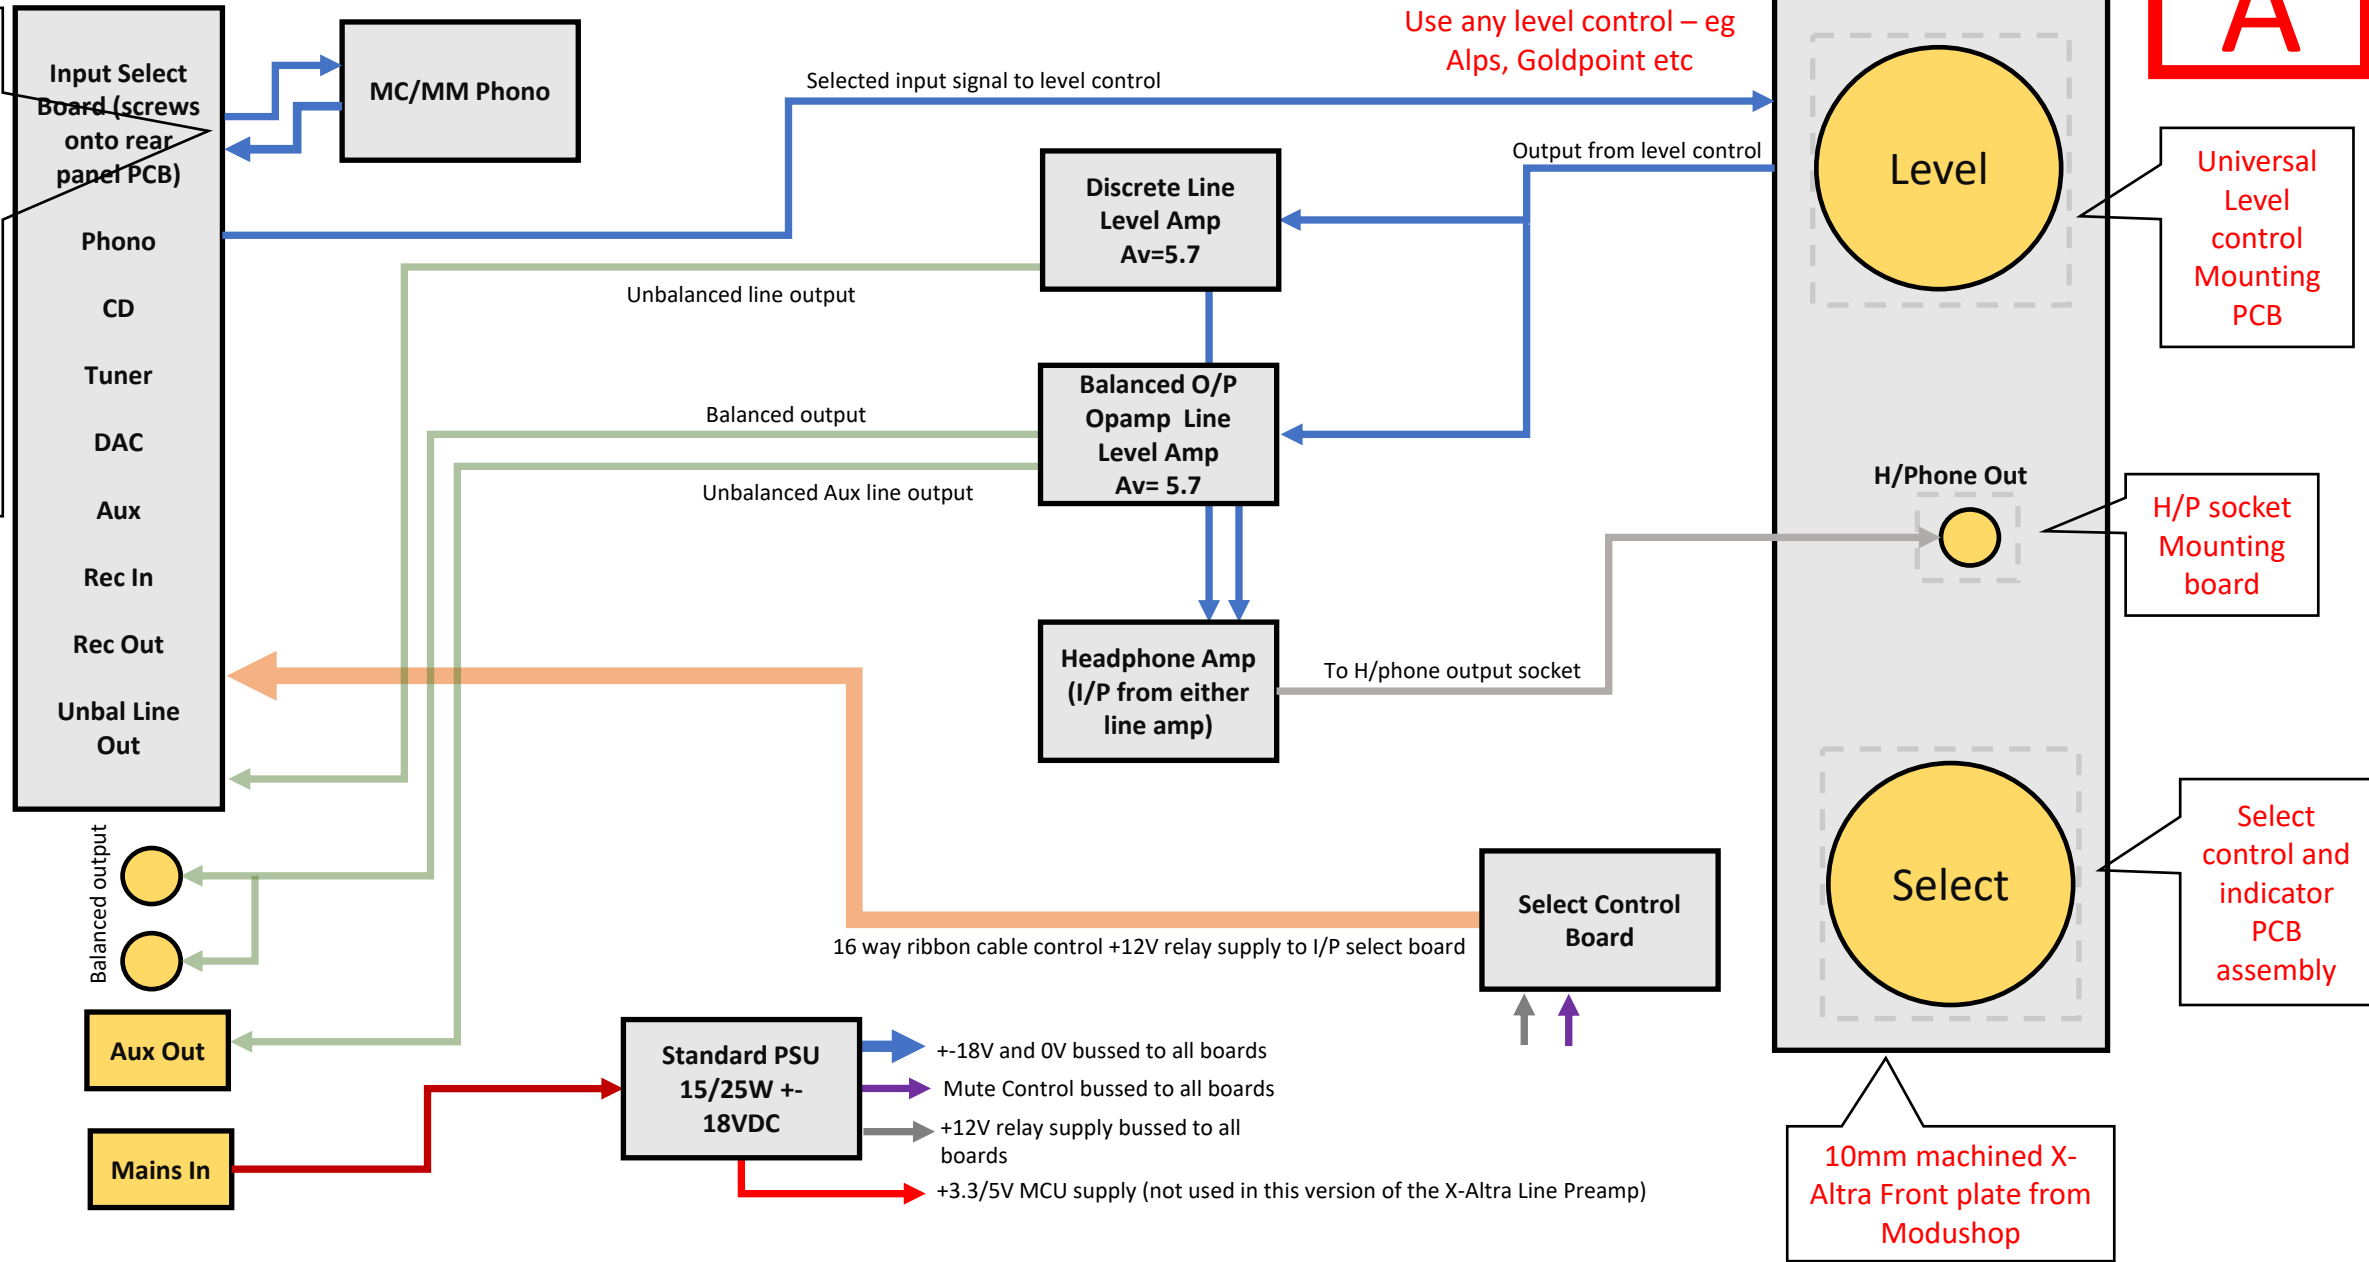 Input Select
Board (screws
onto rear
panel PCB)
Phono
CD
Tuner
DAC
Aux
Rec In
Rec Out
Unbal Line
Out
MC/MM Phono
Selected input signal to level control
Use any level control – eg
Alps, Goldpoint etc
A
Output from level control
Discrete Line
Level Amp
Av=5.7
Unbalanced line output
Level
Universal
Level
control
Mounting
PCB
Balanced output
Balanced O/P
Opamp  Line
Level Amp
Av= 5.7
Unbalanced Aux line output
H/Phone Out
H/P socket
Mounting
board
Headphone Amp
(I/P from either
line amp)
To H/phone output socket
Select
Select
control and
indicator
PCB
assembly
Select Control
Board
16 way ribbon cable control +12V relay supply to I/P select board
Balanced output
Aux Out
Mains In
Standard PSU
15/25W +-
18VDC
+-18V and 0V bussed to all boards
Mute Control bussed to all boards
+12V relay supply bussed to all
boards
+3.3/5V MCU supply (not used in this version of the X-Altra Line Preamp)
10mm machined X-
Altra Front plate from
Modushop